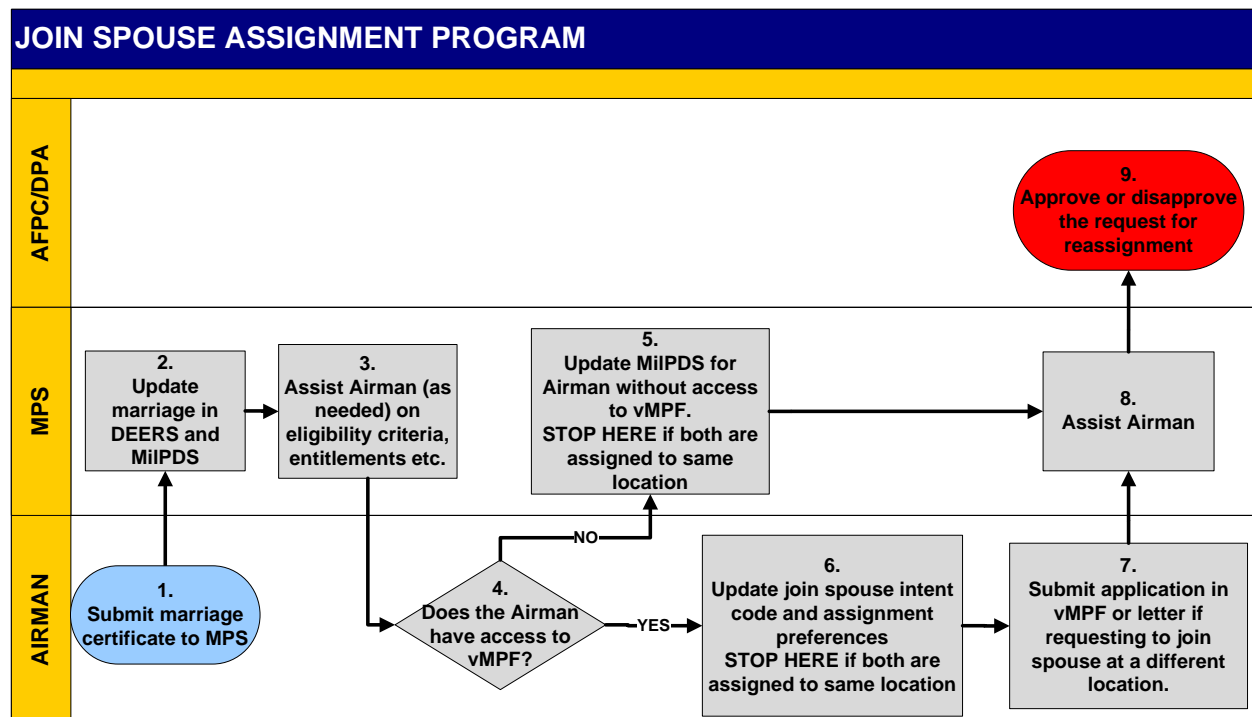 JOIN SPOUSE ASSIGNMENT PROGRAM
AFPC/DPA
9.
Approve or disapprove
the request for
reassignment
MPS
2.
Update
marriage in
DEERS and
MilPDS
3.
Assist Airman (as
needed) on
eligibility criteria,
entitlements etc.
5.
Update MilPDS for
Airman without access
to vMPF.
STOP HERE if both are
assigned to same
location
8.
Assist Airman
AIRMAN
1.
Submit marriage
certificate to MPS
4.
Does the Airman
have access to
vMPF?
NO
YES
6.
Update join spouse intent
code and assignment
preferences
STOP HERE if both are
assigned to same location
7.
Submit application in
vMPF or letter if
requesting to join
spouse at a different
location.